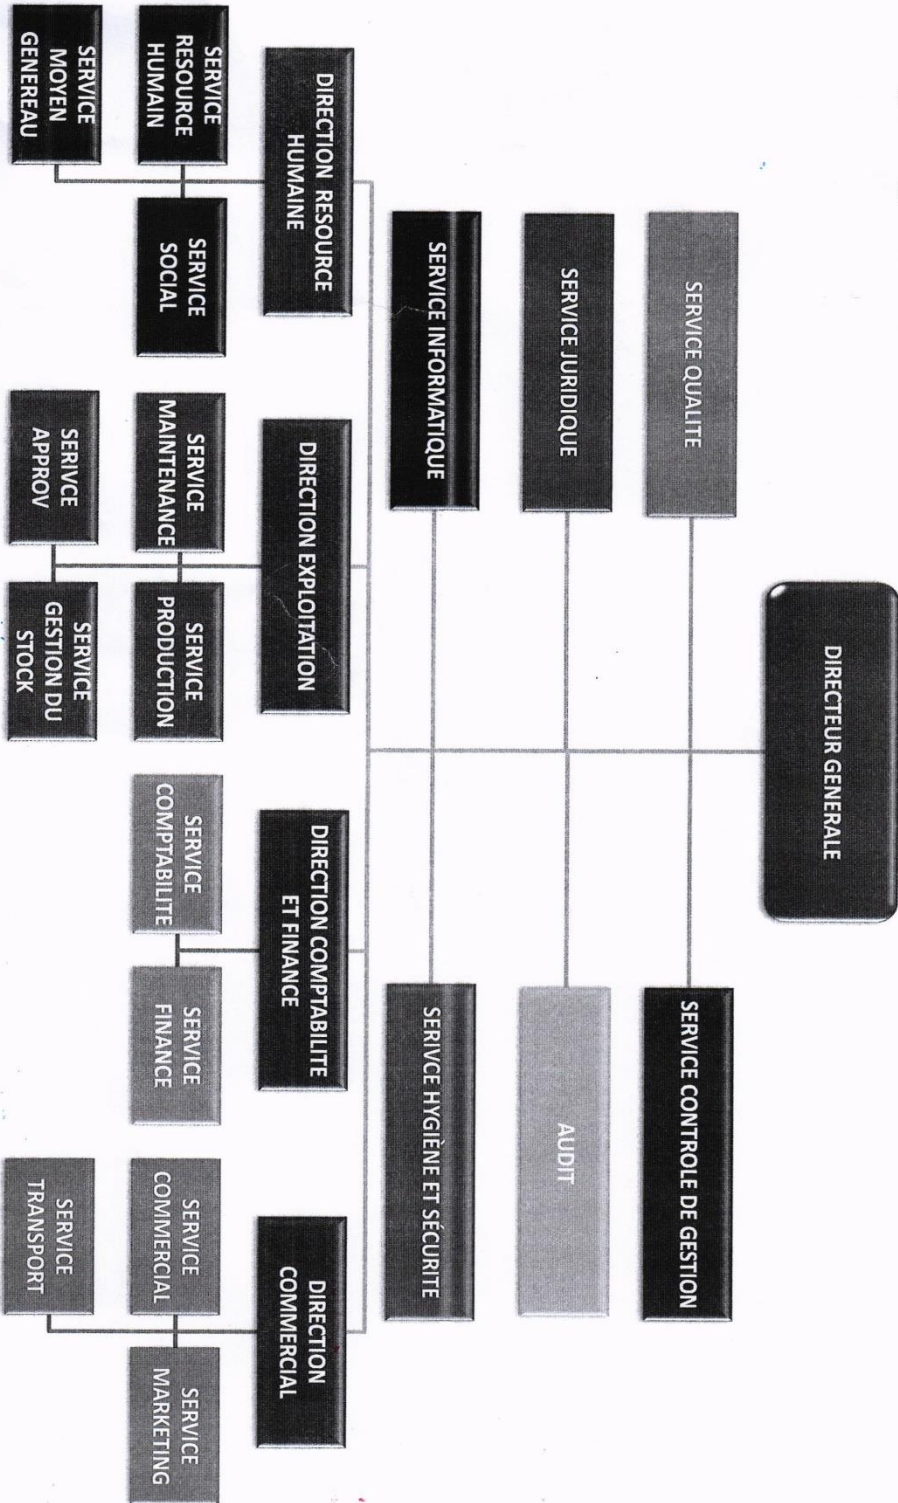 DIRECTEUR GENERALE
SERVICE QUALITE
SERVICE CONTROLE DE GESTION
SERVICE JURIDIQUE
AUDIT
SERVICE INFORMATIQUE
SERIVCE HYGIÈNE ET SÉCURITE
DIRECTION RESOURCE
HUMAINE
DIRECTION EXPLOITATION
DIRECTION COMPTABILITE
ET FINANCE
DIRECTION
COMMERCIAL
SERVICE
RESOURCE
HUMAIN
SERVICE
SOCIAL
SERVICE
MOYEN
GENEREAU
SERVICE
MAINTENANCE
SERVICE
PRODUCTION
SERIVCE
APPROV
SERVICE
GESTION DU
STOCK
SERVICE
COMPTABILITE
SERVICE
FINANCE
SERVICE
COMMERCIAL
SERVICE
MARKETING
SERVICE
TRANSPORT